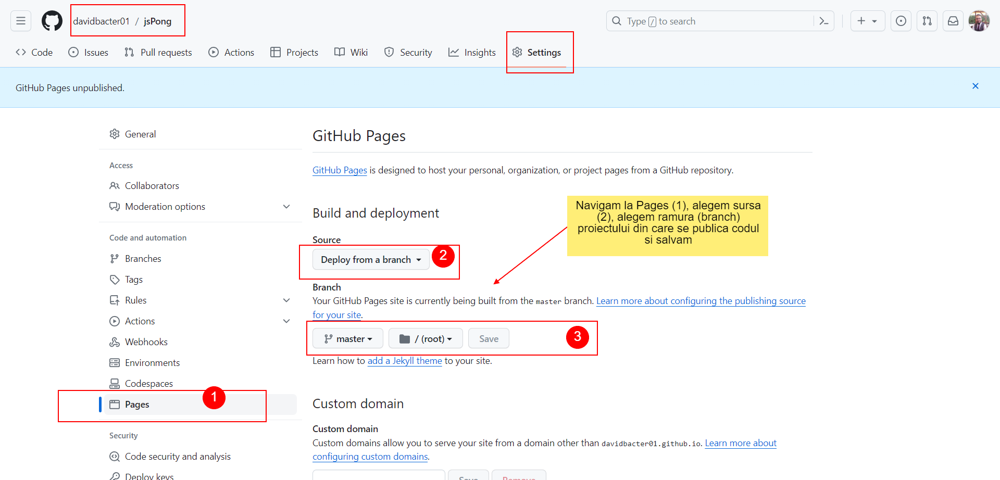 davidbacter01 / jsPong
Type / to search
Code Issues Pull requests Actions Projects Wiki Security Insights Settings
GitHub Pages unpublished.
General
Access
Collaborators
Moderation options
Code and automation
Branches
Tags
Rules
Actions
Webhooks
Environments
Codespaces
Pages
1
Security
Code security and analysis
Deploy keys
GitHub Pages
GitHub Pages is designed to host your personal, organization, or project pages from a GitHub repository.
Build and deployment
Source
Deploy from a branch
2
Navigam la Pages (1), alegem sursa
(2), alegem ramura (branch)
proiectului din care se publica codul
si salvam
Branch
Your GitHub Pages site is currently being built from the master branch. Learn more about configuring the publishing source
for your site.
master / (root) Save
3
Learn how to add a Jekyll theme to your site.
Custom domain
Custom domain
Custom domains allow you to serve your site from a domain other than davidbacter01.github.io. Learn more about
configuring custom domains.
Save Remove